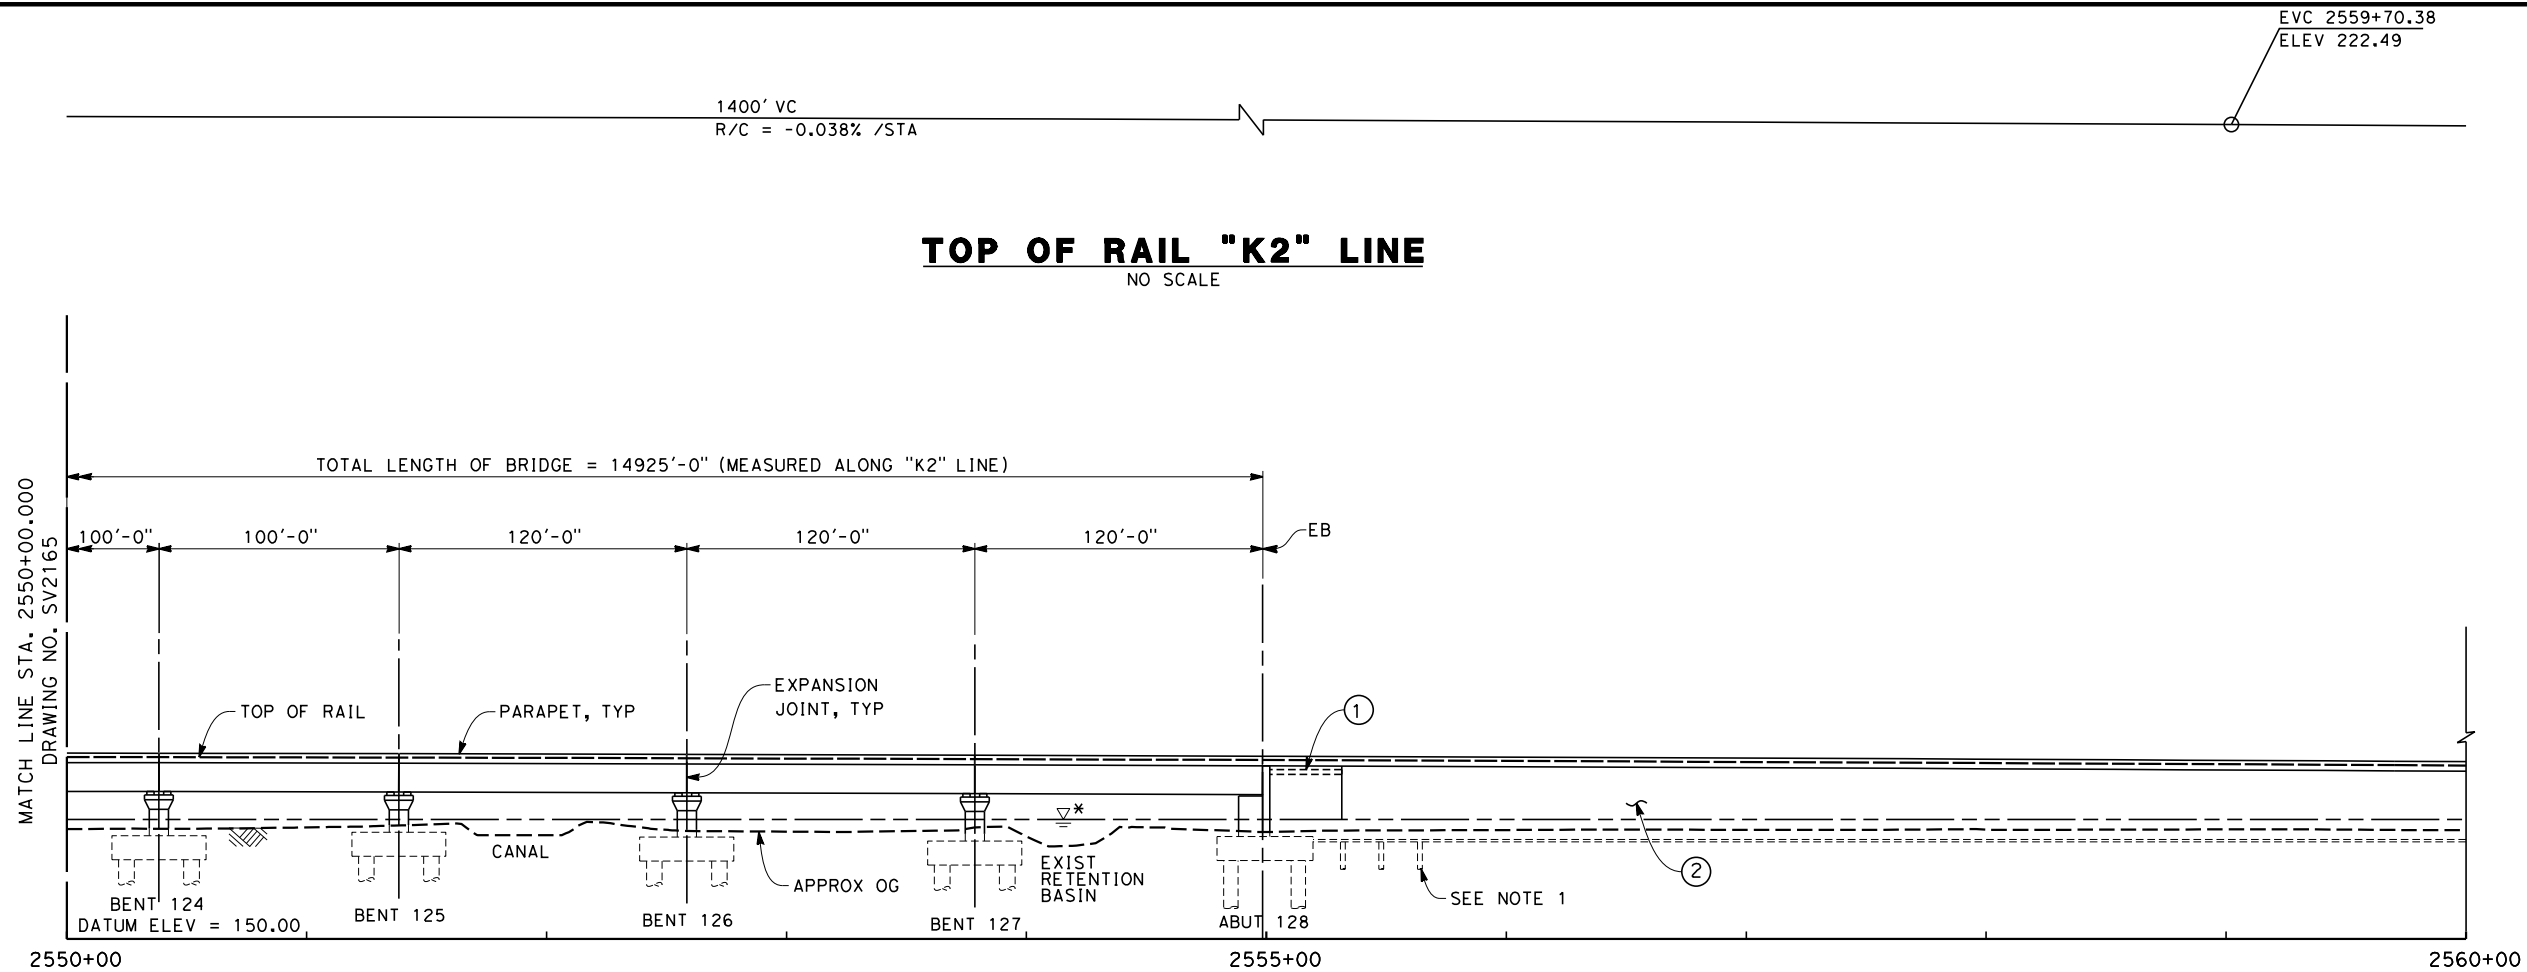 EVC 2559+70.38
ELEV 222.49
1400' VC
R/C = -0.038% /STA
TOP OF RAIL "K2" LINE
NO SCALE
MATCH LINE STA. 2550+00.000
DRAWING NO. SV2165
TOTAL LENGTH OF BRIDGE = 14925'-0" (MEASURED ALONG "K2" LINE)
100'-0"
100'-0"
120'-0"
120'-0"
120'-0"
EB
EXPANSION
JOINT, TYP
TOP OF RAIL
PARAPET, TYP
1
*
CANAL
APPROX OG
EXIST
RETENTION
BASIN
2
SEE NOTE 1
BENT 124
BENT 125
BENT 126
BENT 127
ABUT 128
DATUM ELEV = 150.00
2550+00
2555+00
2560+00